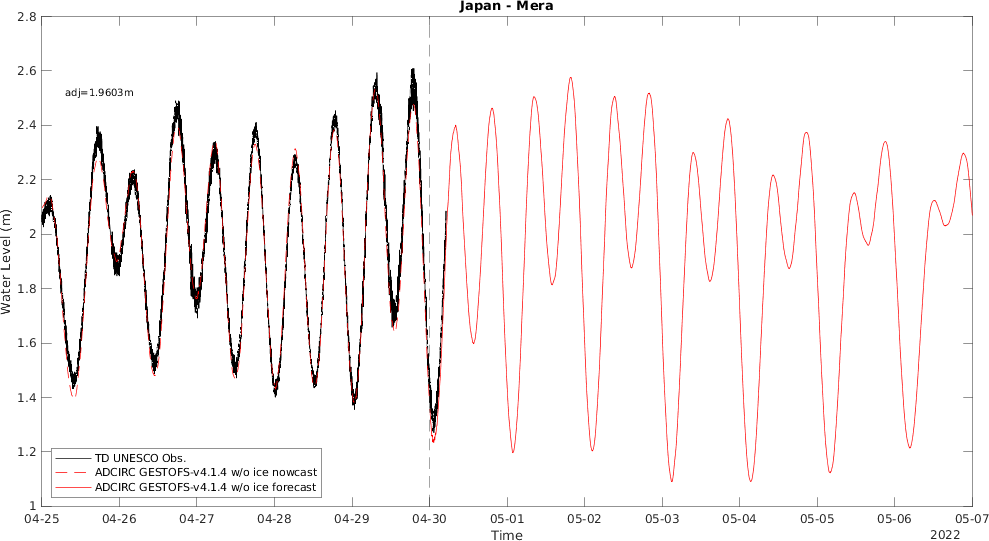 Japan - Mera
2.8
2.6
2.4
2.2
2
1.8
1.6
1.4
1.2
1
Water Level (m)
adj=1.9603m
TD UNESCO Obs.
ADCIRC GESTOFS-v4.1.4 w/o ice nowcast
ADCIRC GESTOFS-v4.1.4 w/o ice forecast
04-25 04-26 04-27 04-28 04-29 04-30 05-01 05-02 05-03 05-04 05-05 05-06 05-07
Time
2022